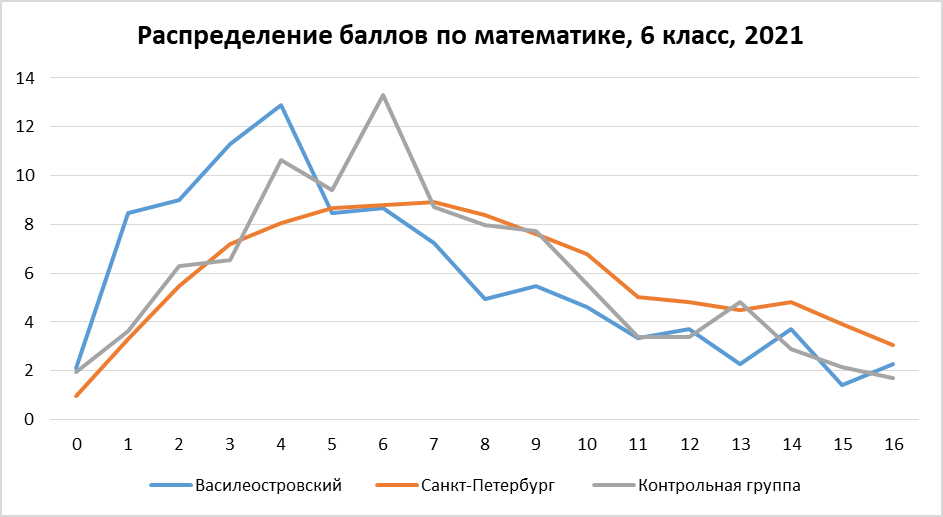 Распределение баллов по математике, 6 класс, 2021
14
12
10
8
6
4
2
0
0 1 2 3 4 5 6 7 8 9 10 11 12 13 14 15 16
Василеостровский Санкт-Петербург Контрольная группа